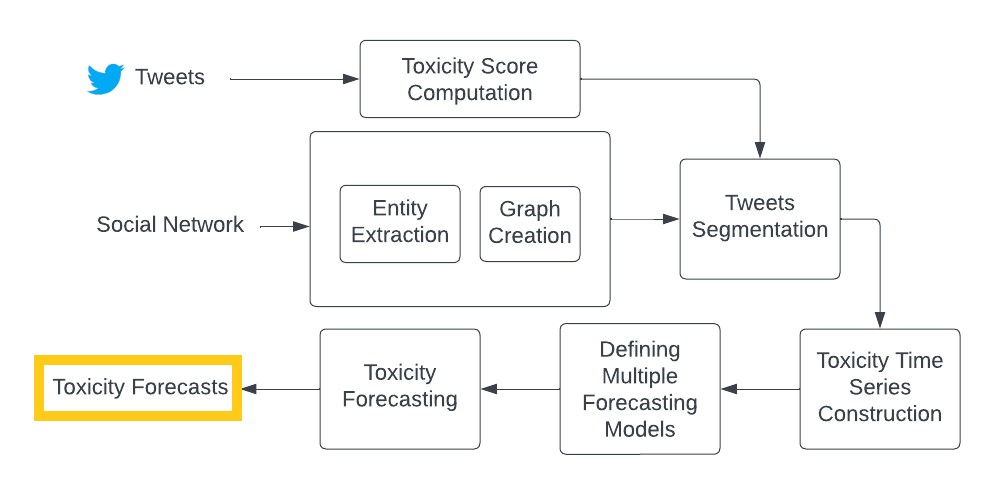 Tweets
Toxicity Score
Computation
Social Network
Entity
Extraction
Graph
Creation
Tweets
Segmentation
Toxicity Time
Series
Construction
Defining
Multiple
Forecasting
Models
Toxicity
Forecasting
Toxicity Forecasts